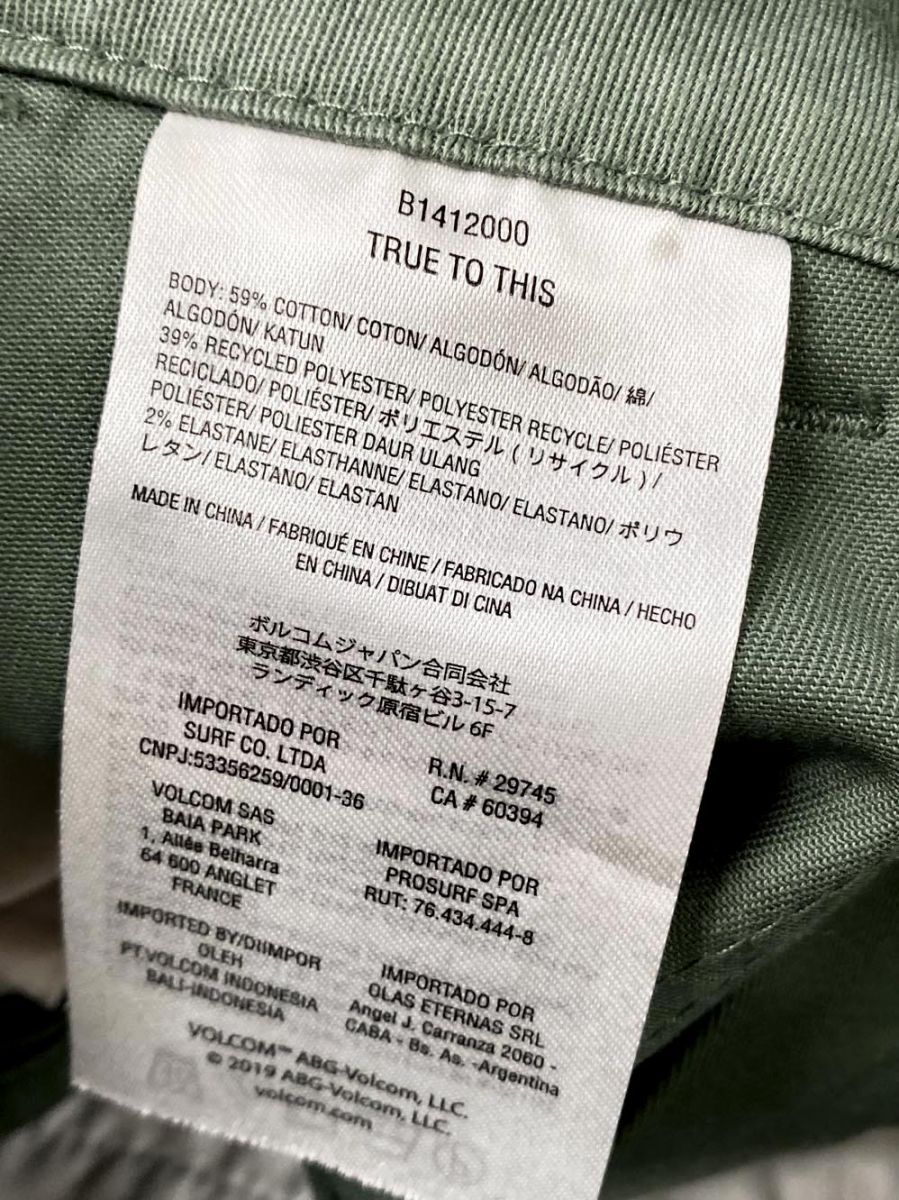 B1412000
TRUE TO THIS
BODY: 59% COTTON/ COTON/ ALGODÓN/ ALGODÃO/ 綿/
ALGODÓN/ KATUN
39% RECYCLED POLYESTER/ POLYESTER RECYCLE/ POLIÉSTER
RECICLADO/ POLIÉSTER/ ポリエステル ( リサイクル ) /
POLIÉSTER/ POLIESTER DAUR ULANG
2% ELASTANE/ ELASTHANNE/ ELASTANO/ ELASTANO/ ポリウ
レタン/ ELASTANO/ ELASTAN
MADE IN CHINA / FABRIQUÉ EN CHINE / FABRICADO NA CHINA / HECHO
EN CHINA / DIBUAT DI CINA
ボルコムジャパン合同会社
東京都渋谷区千駄ヶ谷3-15-7
ランディック原宿ビル 6F
IMPORTADO POR
SURF CO. LTDA
CNPJ:53356259/0001-36
R.N. # 29745
CA # 60394
VOLCOM SAS
BAIA PARK
1, Allée Belharra
64 600 ANGLET
FRANCE
IMPORTADO POR
PROSURF SPA
RUT: 76.434.444-8
IMPORTED BY/DIIMPOR
OLEH
PT.VOLCOM INDONESIA
BALI-INDONESIA
IMPORTADO POR
OLAS ETERNAS SRL
Angel J. Carranza 2060 -
CABA - Bs. As. -Argentina
VOLCOM™ ABG-Volcom, LLC.
© 2019 ABG-Volcom, LLC.
volcom.com